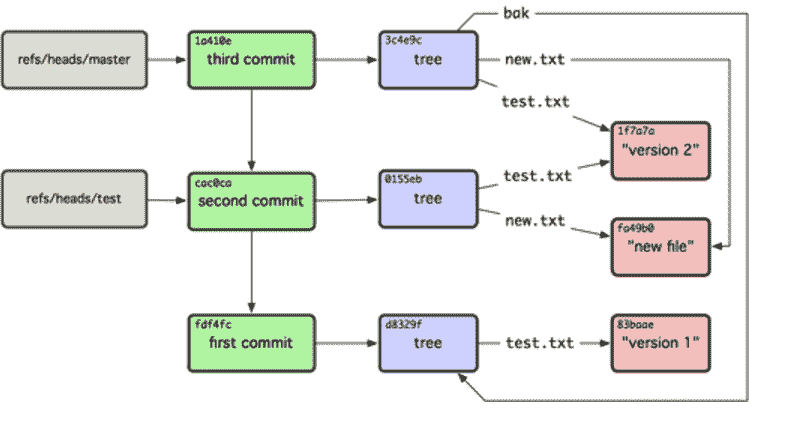 bak
1a410e
3c4e9c
refs/heads/master
third commit
tree
new.txt
test.txt
1f7a7a
"version 2"
cac0ca
0155eb
refs/heads/test
second commit
tree
test.txt
new.txt
fa49b0
"new file"
fdf4fc
d8329f
83baae
first commit
tree
test.txt
"version 1"